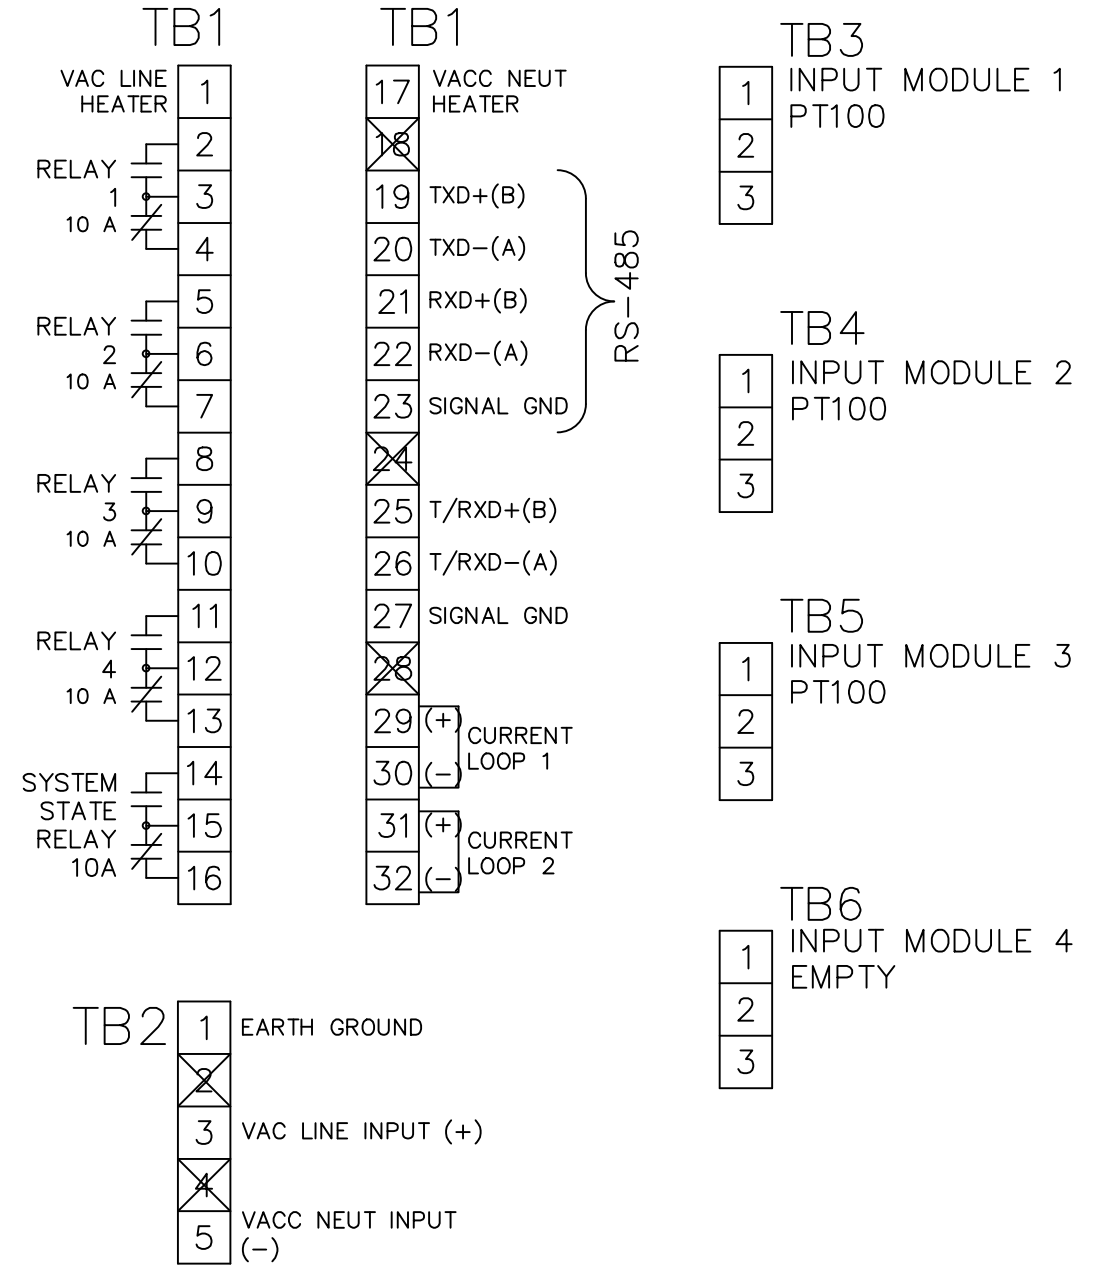 TB1
VAC LINE
HEATER
1
2
RELAY
1
10 A
3
4
5
RELAY
2
10 A
6
7
8
RELAY
3
10 A
9
10
11
RELAY
4
10 A
12
13
14
SYSTEM
STATE
RELAY
10A
15
16
TB1
17
VACC NEUT
HEATER
18
19 TXD+(B)
20 TXD-(A)
21 RXD+(B)
22 RXD-(A)
23 SIGNAL GND
RS-485
24
25 T/RXD+(B)
26 T/RXD-(A)
27 SIGNAL GND
28
29 (+)
30 (-)
CURRENT
LOOP 1
31 (+)
32 (-)
CURRENT
LOOP 2
TB2
1 EARTH GROUND
2
3 VAC LINE INPUT (+)
4
5 VACC NEUT INPUT
(-)
TB3
1 INPUT MODULE 1
PT100
2
3
TB4
1 INPUT MODULE 2
PT100
2
3
TB5
1 INPUT MODULE 3
PT100
2
3
TB6
1 INPUT MODULE 4
EMPTY
2
3